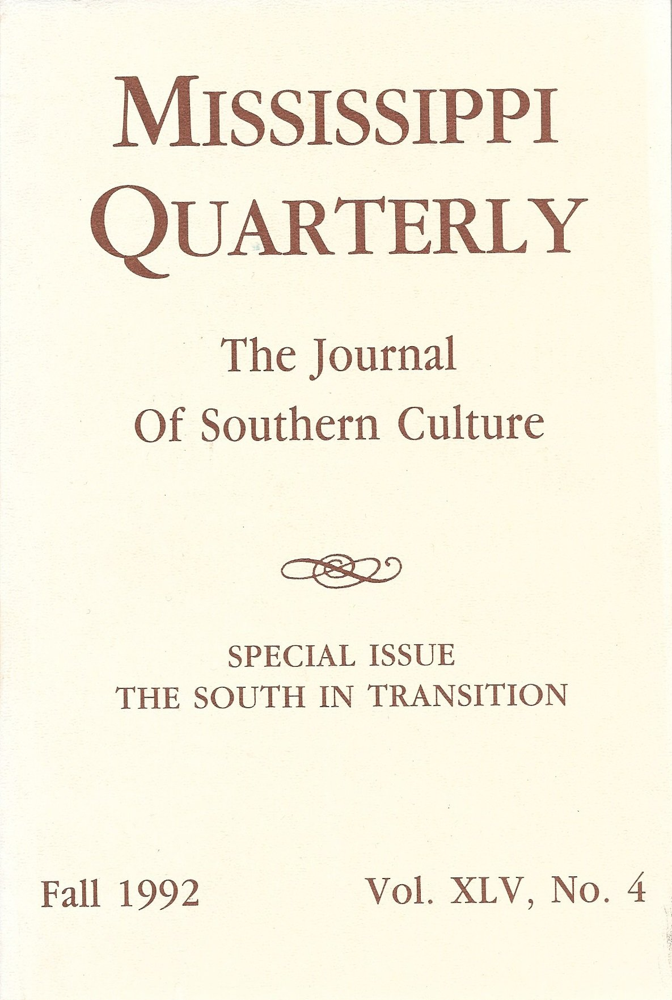 MISSISSIPPI
QUARTERLY
The Journal
Of Southern Culture
SPECIAL ISSUE
THE SOUTH IN TRANSITION
Fall 1992 Vol. XLV, No. 4